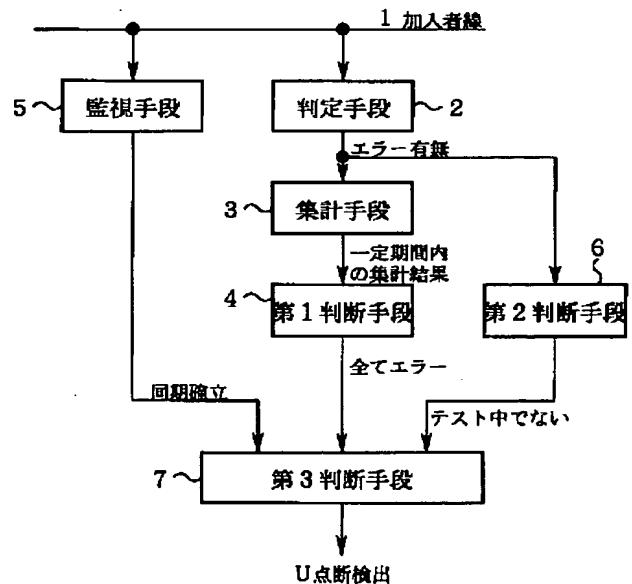 1 加入者線
5 監視手段
判定手段 2
エラー有無
3 集計手段
一定期間内
の集計結果
4 第1判断手段
6
第2判断手段
全てエラー
同期確立
テスト中でない
7 第3判断手段
U点断検出